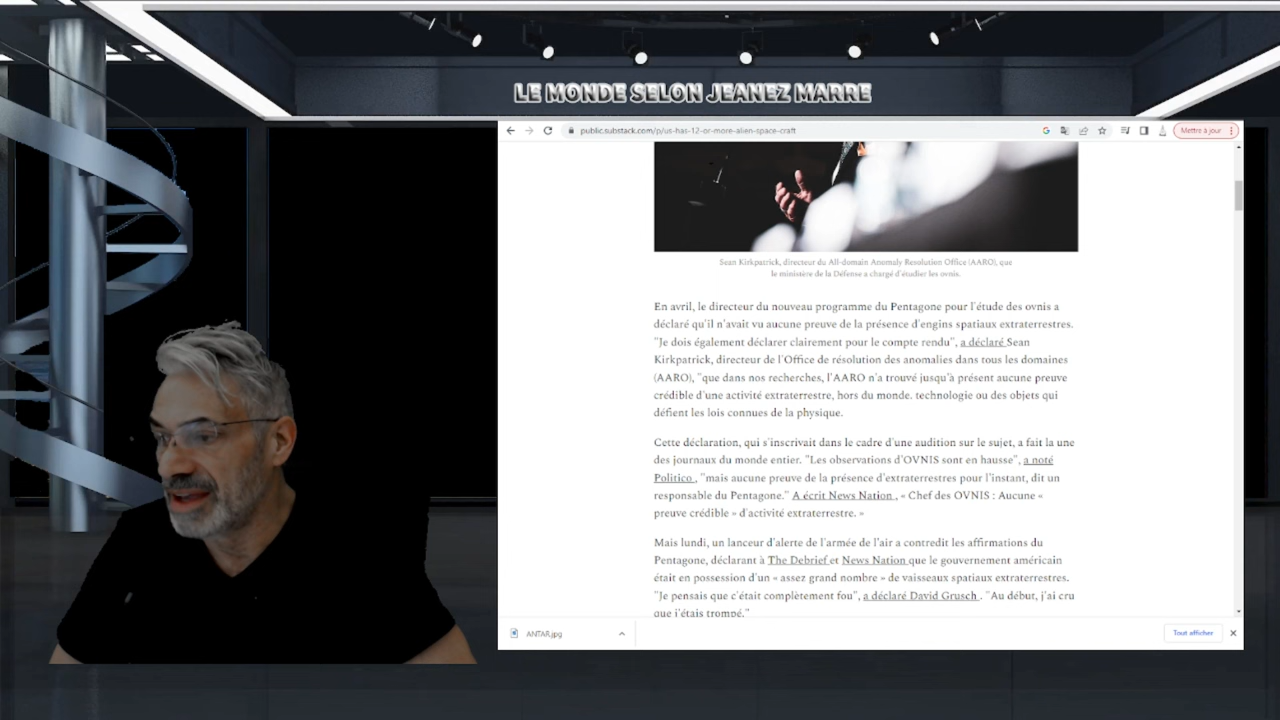 LE MONDE SELON JEANEZ MARRE
public.substack.com/p/us-has-12-or-more-alien-space-craft
Mettre à jour
Sean Kirkpatrick, directeur du All-domain Anomaly Resolution Office (AARO), que
le ministère de la Défense a chargé d'étudier les ovnis.
En avril, le directeur du nouveau programme du Pentagone pour l'étude des ovnis a
déclaré qu'il n'avait vu aucune preuve de la présence d'engins spatiaux extraterrestres.
"Je dois également déclarer clairement pour le compte rendu", a déclaré Sean
Kirkpatrick, directeur de l'Office de résolution des anomalies dans tous les domaines
(AARO), "que dans nos recherches, l'AARO n'a trouvé jusqu'à présent aucune preuve
crédible d'une activité extraterrestre, hors du monde. technologie ou des objets qui
défient les lois connues de la physique.
Cette déclaration, qui s'inscrivait dans le cadre d'une audition sur le sujet, a fait la une
des journaux du monde entier. "Les observations d'OVNIS sont en hausse", a noté
Politico , "mais aucune preuve de la présence d'extraterrestres pour l'instant, dit un
responsable du Pentagone." A écrit News Nation , « Chef des OVNIS : Aucune «
preuve crédible » d'activité extraterrestre. »
Mais lundi, un lanceur d'alerte de l'armée de l'air a contredit les affirmations du
Pentagone, déclarant à The Debrief et News Nation que le gouvernement américain
était en possession d'un « assez grand nombre » de vaisseaux spatiaux extraterrestres.
"Je pensais que c'était complètement fou", a déclaré David Grusch . "Au début, j'ai cru
que j'étais trompé."
ANTAR.jpg
Tout afficher